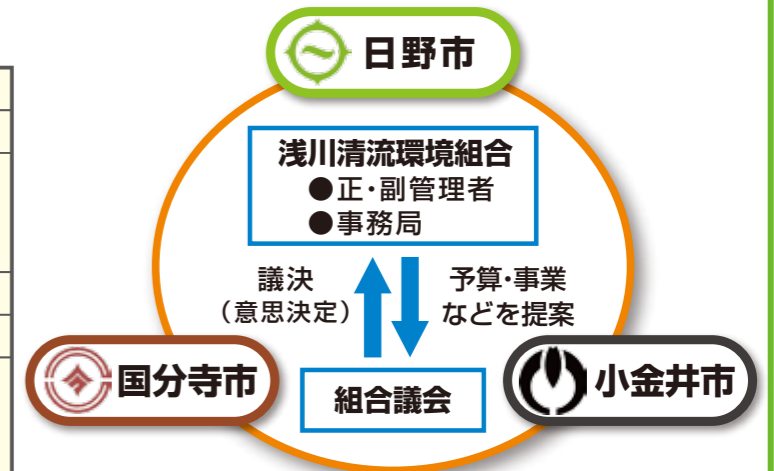 日野市
浅川清流環境組合
●正・副管理者
●事務局
議決
（意思決定）
予算・事業
などを提案
国分寺市
組合議会
小金井市